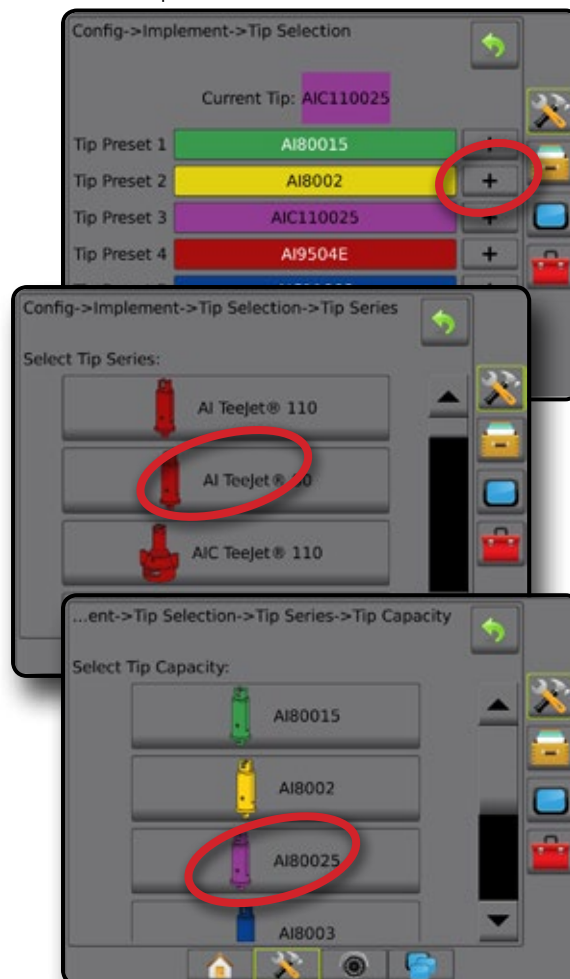 Config->Implement->Tip Selection
Current Tip: AIC110025
Tip Preset 1 AI80015 +
Tip Preset 2 AI8002 +
Tip Preset 3 AIC110025 +
Tip Preset 4 AI9504E +
Config->Implement->Tip Selection->Tip Series
Select Tip Series:
AI TeeJet® 110
AI TeeJet® 80
AIC TeeJet® 110
...ent->Tip Selection->Tip Series->Tip Capacity
Select Tip Capacity:
AI80015
AI8002
AI80025
AI8003